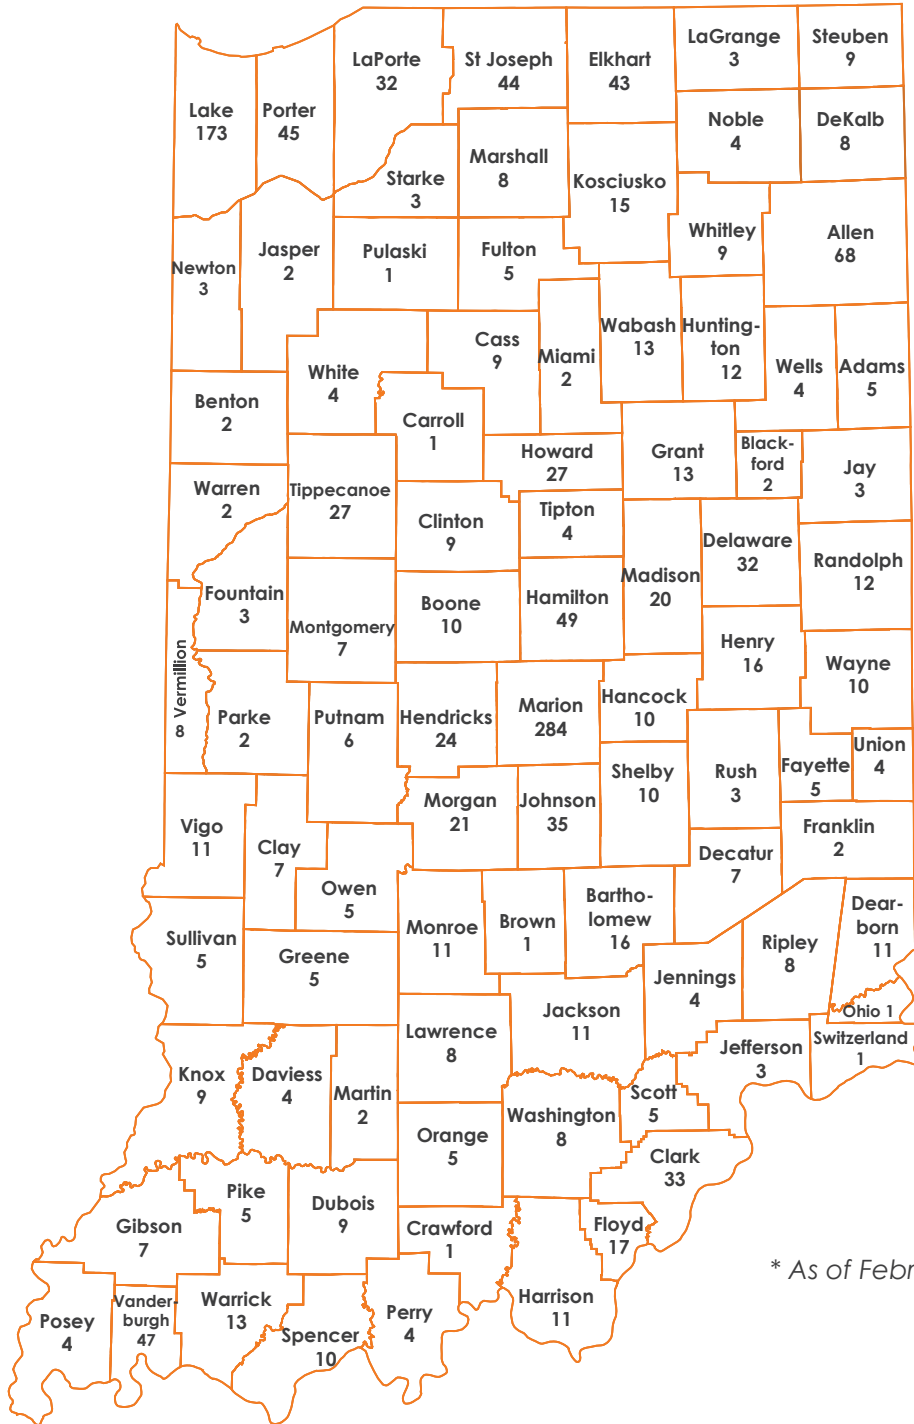 LaGrange
3
Steuben
9
LaPorte
32
St Joseph
44
Elkhart
43
Lake
173
Porter
45
Noble
4
DeKalb
8
Marshall
8
Starke
3
Kosciusko
15
Whitley
9
Allen
68
Newton
3
Jasper
2
Pulaski
1
Fulton
5
Cass
9
Miami
2
Wabash
13
Hunting-
ton
12
Wells
4
Adams
5
White
4
Benton
2
Carroll
1
Howard
27
Grant
13
Black-
ford
2
Jay
3
Warren
2
Tippecanoe
27
Clinton
9
Tipton
4
Delaware
32
Randolph
12
Madison
20
Fountain
3
Boone
10
Hamilton
49
Montgomery
7
Henry
16
Wayne
10
8 Vermillion
Parke
2
Putnam
6
Hendricks
24
Marion
284
Hancock
10
Shelby
10
Rush
3
Fayette
5
Union
4
Vigo
11
Clay
7
Morgan
21
Johnson
35
Franklin
2
Decatur
7
Owen
5
Monroe
11
Brown
1
Bartho-
lomew
16
Dear-
born
11
Ripley
8
Sullivan
5
Greene
5
Jennings
4
Jackson
11
Ohio 1
Lawrence
8
Jefferson
3
Switzerland
1
Knox
9
Daviess
4
Martin
2
Scott
5
Washington
8
Orange
5
Clark
33
Pike
5
Dubois
9
Gibson
7
Crawford
1
Floyd
17
Harrison
11
* As of Febr
Posey
4
Vander-
burgh
47
Warrick
13
Spencer
10
Perry
4